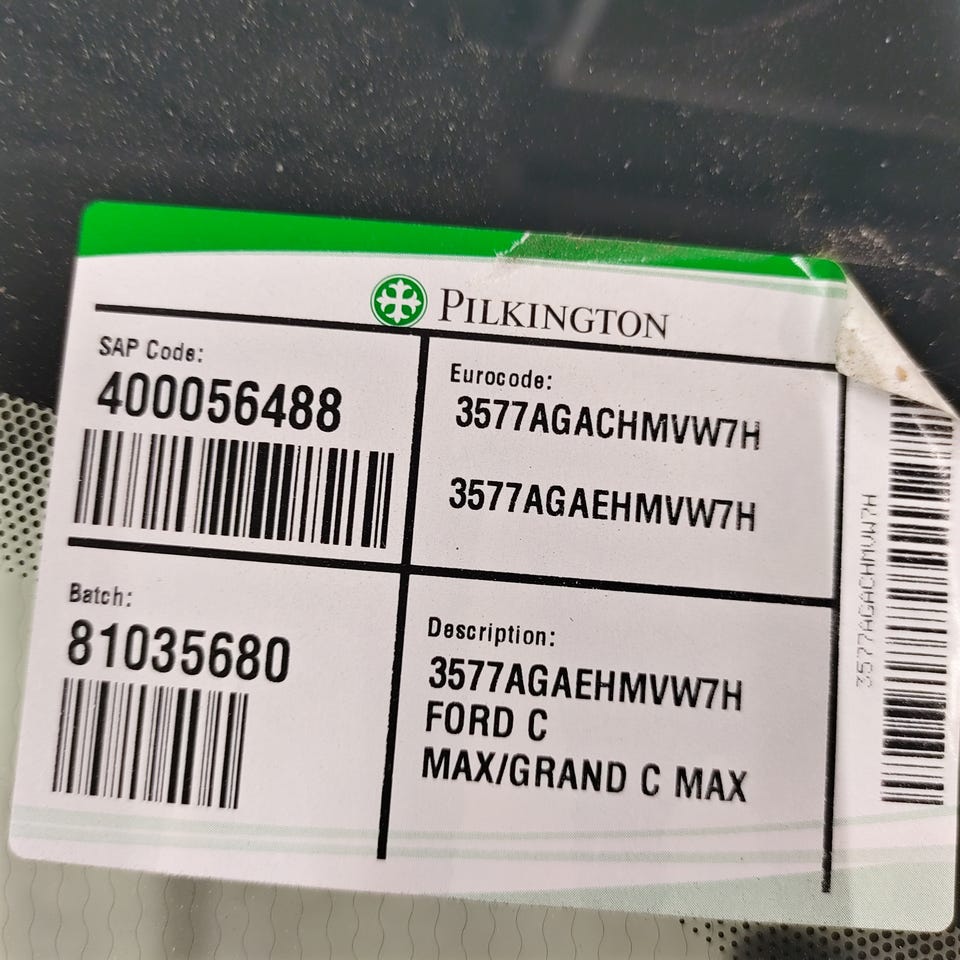 PILKINGTON
SAP Code:
400056488
Eurocode:
3577AGACHMVW7H
3577AGAEHMVW7H
Batch:
81035680
Description:
3577AGAEHMVW7H
FORD C
MAX/GRAND C MAX
3577AGACHMVW7H